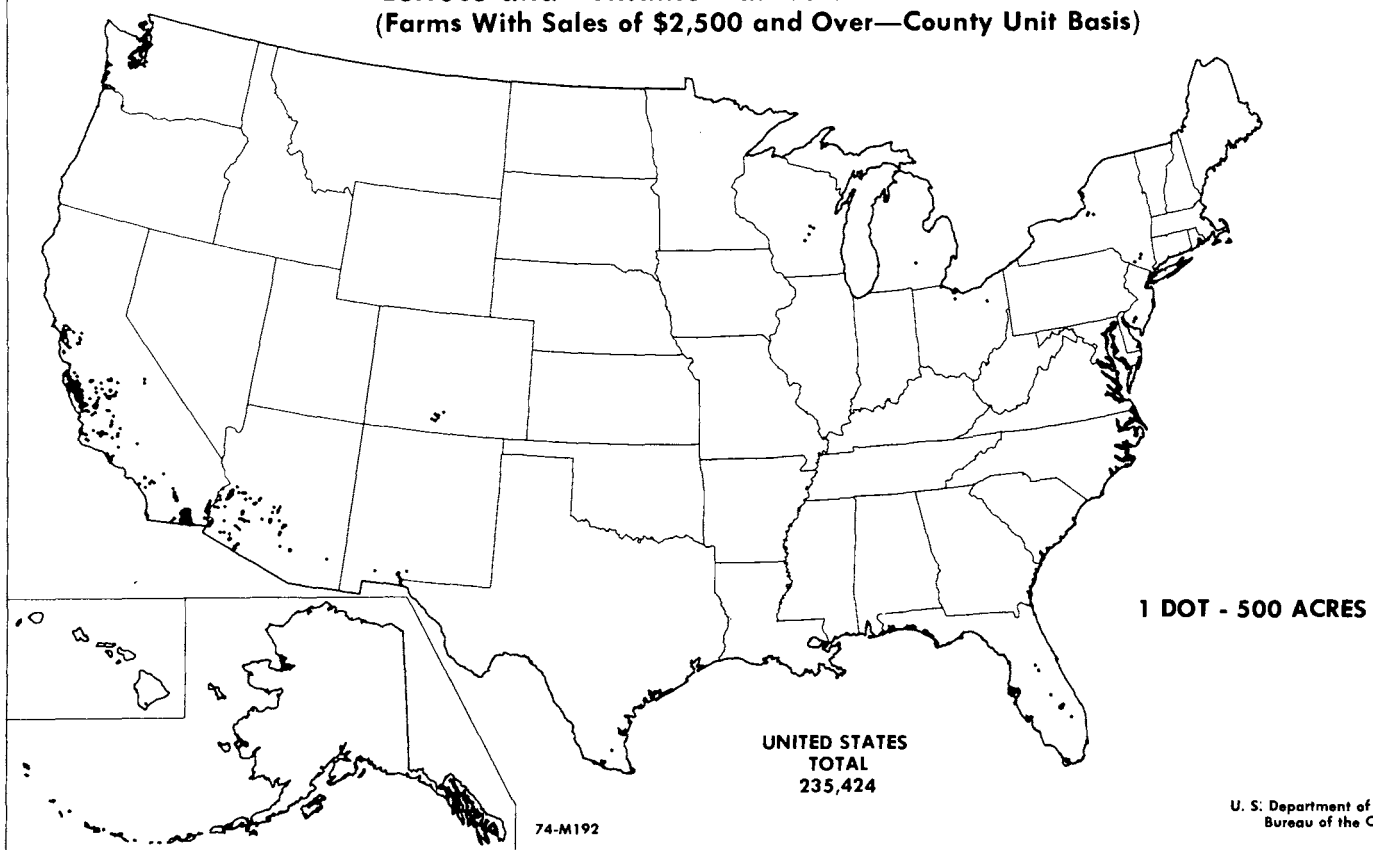 (Farms With Sales of $2,500 and Over—County Unit Basis)
1 DOT - 500 ACRES
UNITED STATES
TOTAL
235,424
74-M192
U. S. Department of
Bureau of the